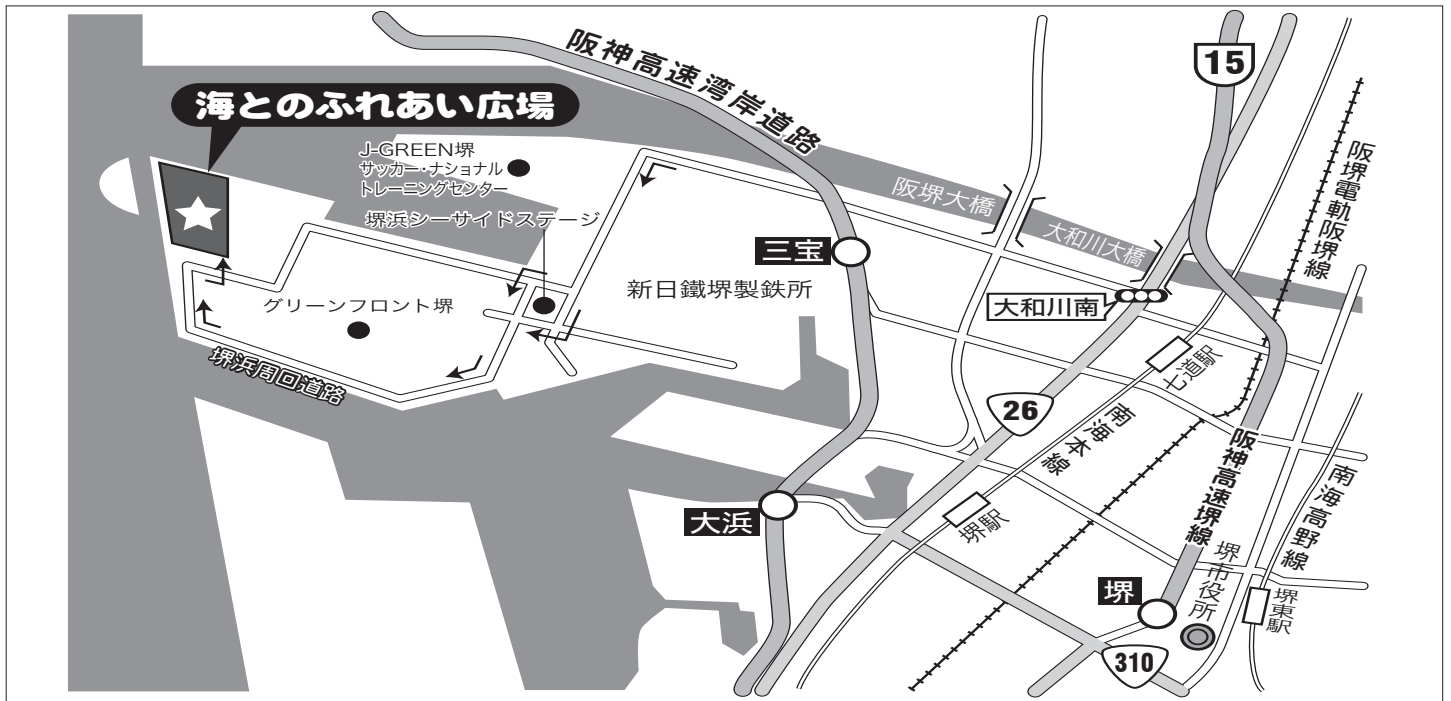 阪神高速湾岸道路
15
海とのふれあい広場
J-GREEN堺
サッカー・ナショナル
トレーニングセンター
堺浜シーサイドステージ
阪堺大橋
大和川大橋
阪堺電軌阪堺線
三宝
新日鐵堺製鉄所
大和川南
グリーンフロント堺
堺浜周回道路
七道駅
26
南海本線
阪神高速堺線
南海高野線
大浜
堺駅
堺
堺市役所
堺東駅
310